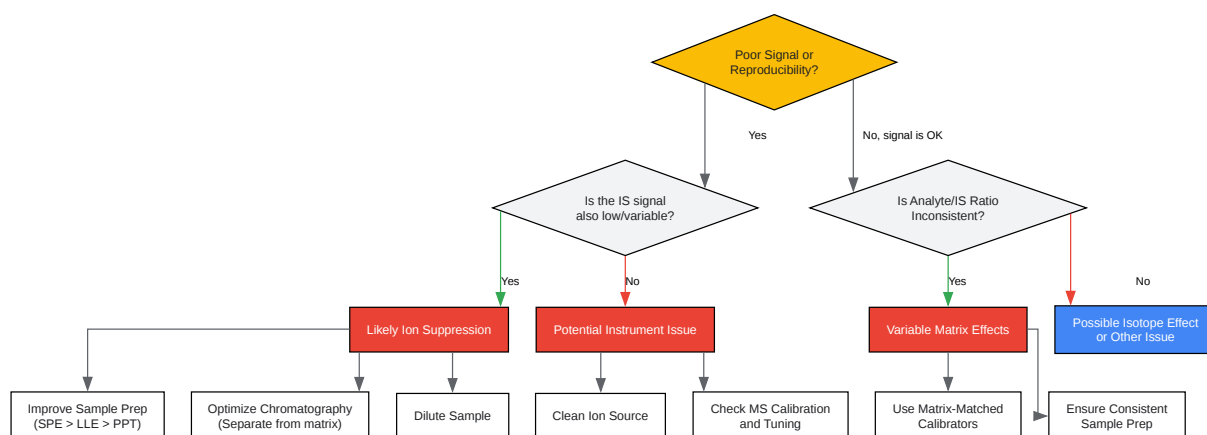 Poor Signal or
Reproducibility?
Yes
No, signal is OK
Is the IS signal
also low/variable?
Is Analyte/IS Ratio
Inconsistent?
Yes
No
Yes
No
Likely Ion Suppression
Potential Instrument Issue
Variable Matrix Effects
Possible Isotope Effect
or Other Issue
Improve Sample Prep
(SPE > LLE > PPT)
Optimize Chromatography
(Separate from matrix)
Dilute Sample
Clean Ion Source
Check MS Calibration
and Tuning
Use Matrix-Matched
Calibrators
Ensure Consistent
Sample Prep